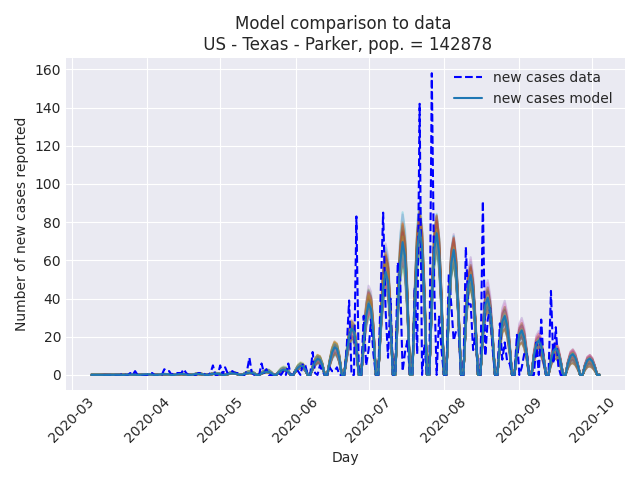 Model comparison to data
US - Texas - Parker, pop. = 142878
new cases data
new cases model
Number of new cases reported
160
140
120
100
80
60
40
20
0
2020-03
2020-04
2020-05
2020-06
2020-07
2020-08
2020-09
2020-10
Day